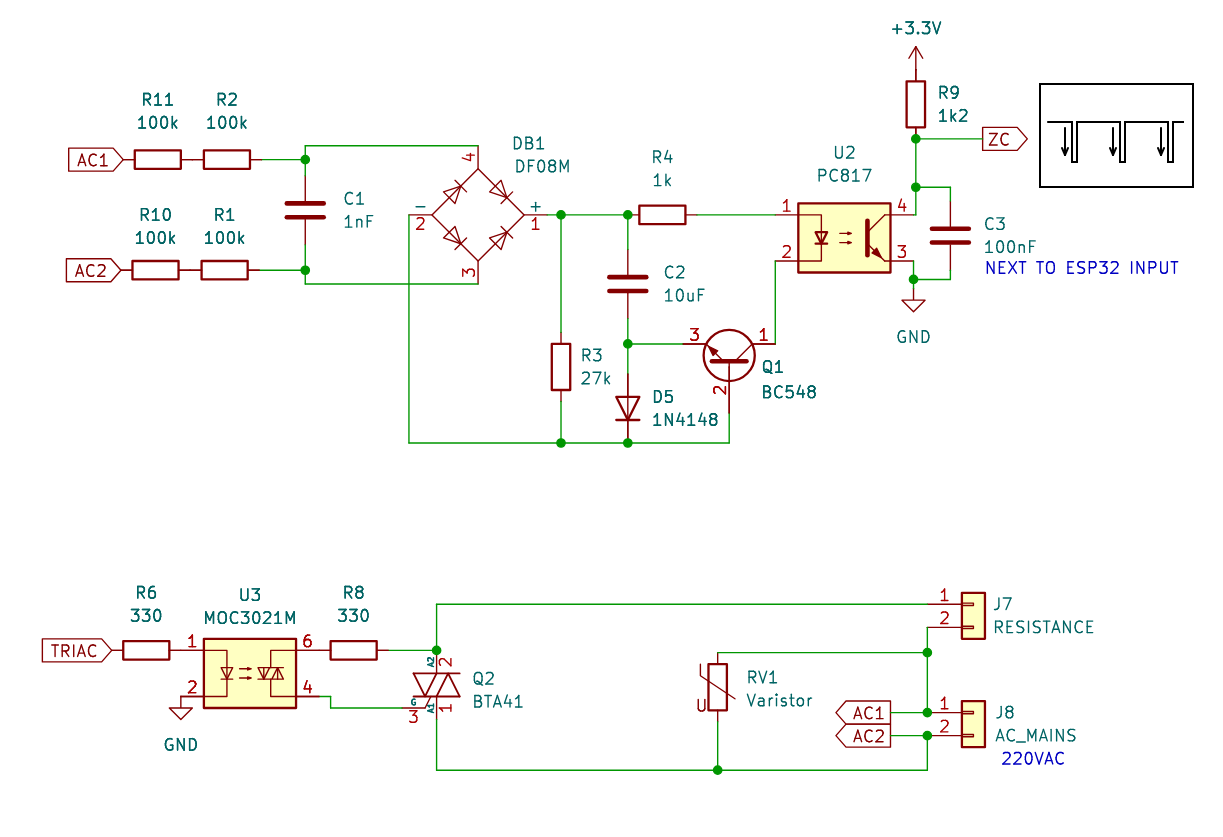 +3.3V
R11
100k
R2
100k
R9
1k2
AC1
DB1
DF08M
R4
1k
U2
PC817
ZC
4
C1
1nF
-
2
+
1
1
4
R10
100k
R1
100k
C3
100nF
NEXT TO ESP32 INPUT
2
3
AC2
3
C2
10uF
GND
3
1
R3
27k
Q1
BC548
2
D5
1N4148
R6
330
U3
MOC3021M
R8
330
1
J7
2
RESISTANCE
TRIAC
1
6
A2
2
Q2
BTA41
RV1
Varistor
U
2
4
G
3
A1
1
GND
AC1
AC2
1
J8
2
AC_MAINS
220VAC